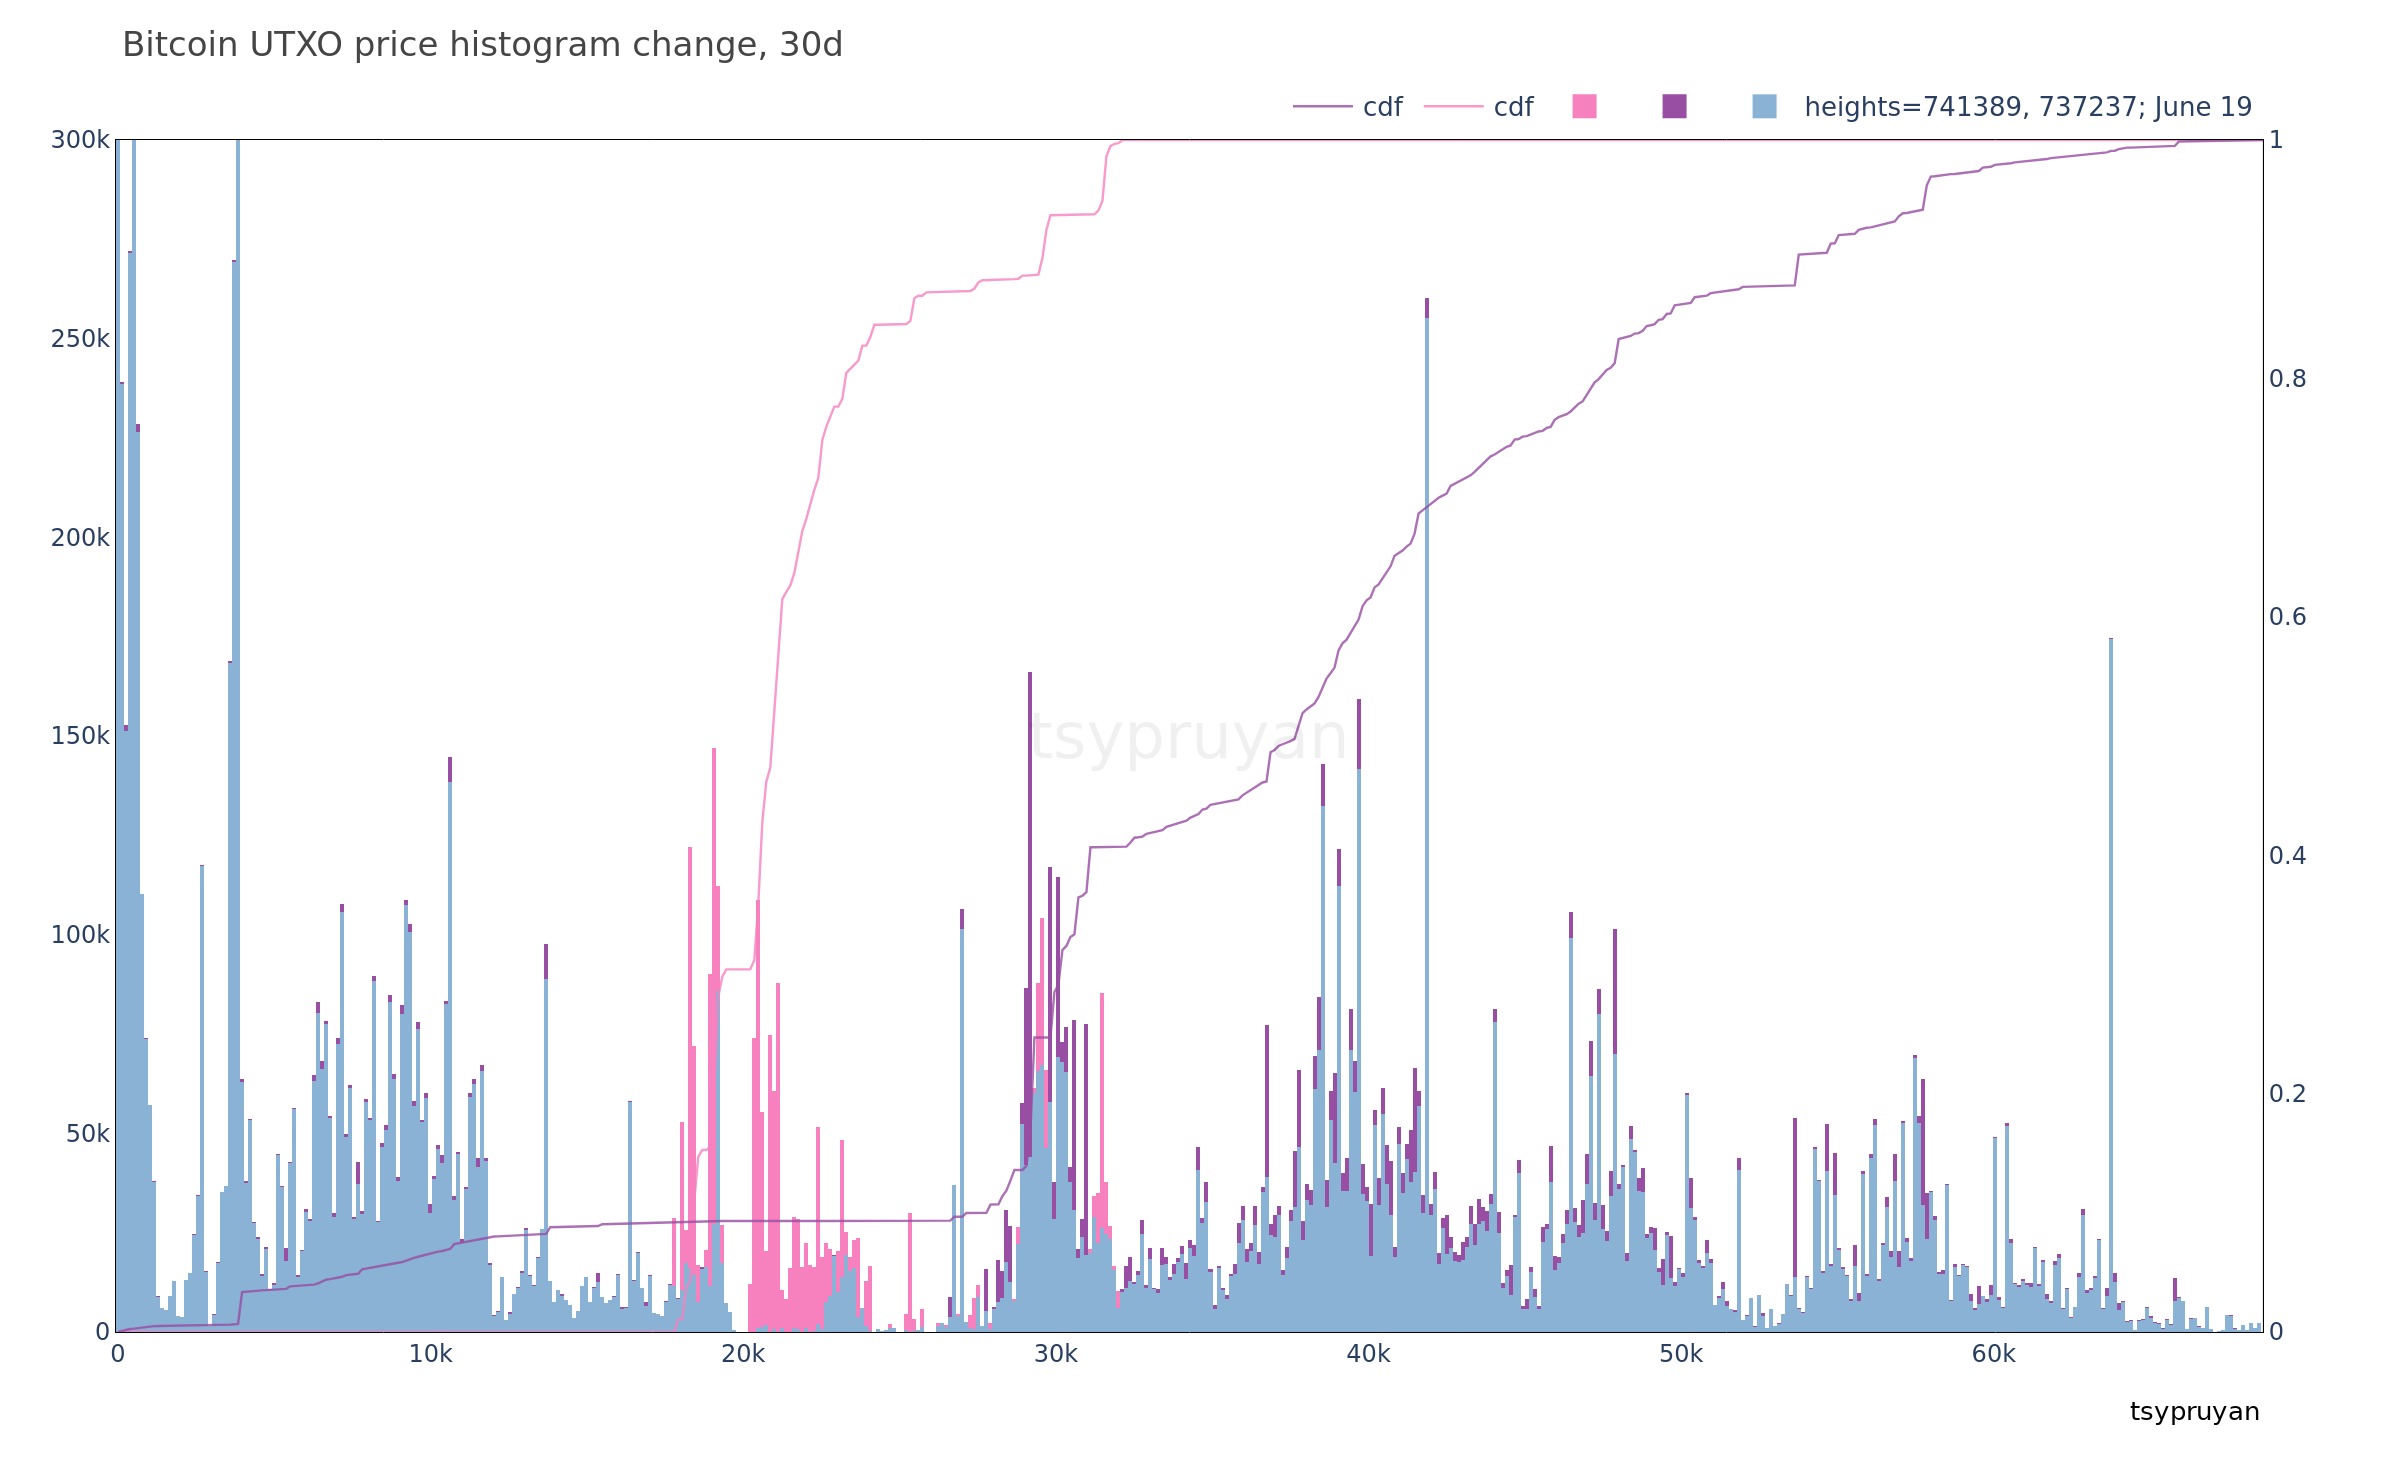 Bitcoin UTXO price histogram change, 30d
cdf cdf heights=741389, 737237; June 19
300k
250k
200k
150k
100k
50k
0
1
0.8
0.6
0.4
0.2
0
tsypruyan
0 10k 20k 30k 40k 50k 60k
tsypruyan